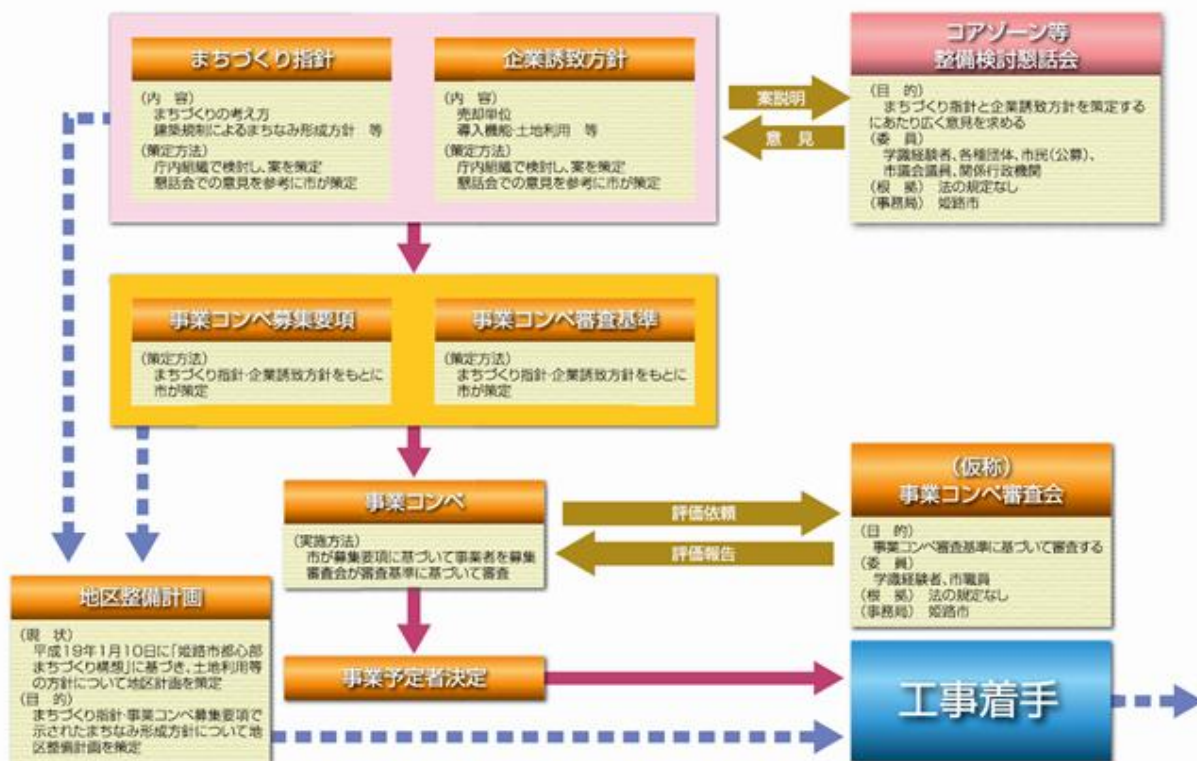 まちづくり指針
(内 容)
まちづくりの考え方
建築規制によるまちなみ形成方針 等
(策定方法)
庁内組織で検討し、案を策定
懇話会での意見を参考に市が策定
企業誘致方針
(内 容)
売却単位
導入機能・土地利用 等
(策定方法)
庁内組織で検討し、案を策定
懇話会での意見を参考に市が策定
案説明
意 見
コアゾーン等
整備検討懇話会
(目 的)
まちづくり指針と企業誘致方針を策定する
にあたり広く意見を求める
(委 員)
学識経験者、各種団体、市民(公募)、
市議会議員、関係行政機関
(根 拠) 法の規定なし
(事務局) 姫路市
事業コンペ募集要項
(策定方法)
まちづくり指針・企業誘致方針をもとに
市が策定
事業コンペ審査基準
(策定方法)
まちづくり指針・企業誘致方針をもとに
市が策定
事業コンペ
(実施方法)
市が募集要項に基づいて事業者を募集
審査会が審査基準に基づいて審査
評価依頼
評価報告
(仮称)
事業コンペ審査会
(目 的)
事業コンペ審査基準に基づいて審査する
(委 員)
学識経験者、市職員
(根 拠) 法の規定なし
(事務局) 姫路市
地区整備計画
(現 状)
平成19年1月10日に「姫路市都心部
まちづくり構想」に基づき、土地利用等
の方針について地区計画を策定
(目 的)
まちづくり指針・事業コンペ募集要項で
示されたまちなみ形成方針について地
区整備計画を策定
事業予定者決定
工事着手